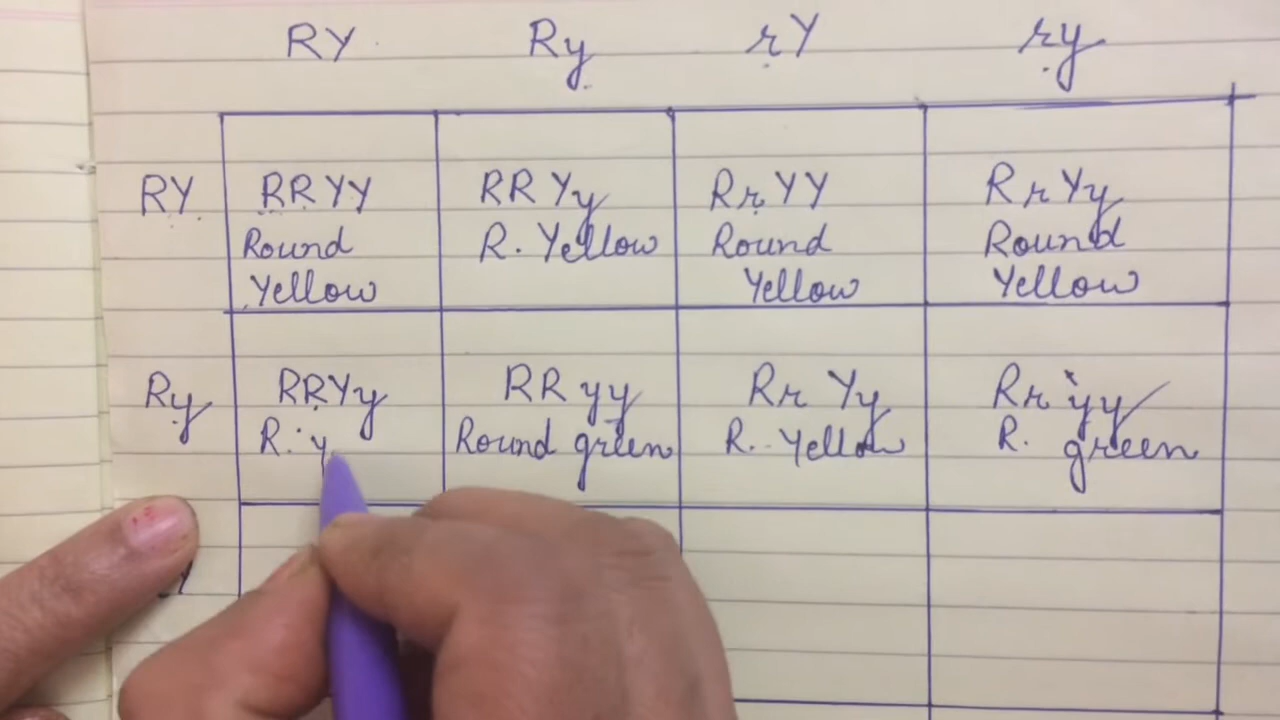 RY Ry rY ry
RY RRYY RRYy RrYY RrYy
Round R. Yellow Round Round
Yellow Yellow Yellow
Ry RRYy RRyy RrYy Rryy
R. y Round green R. Yellow R. green